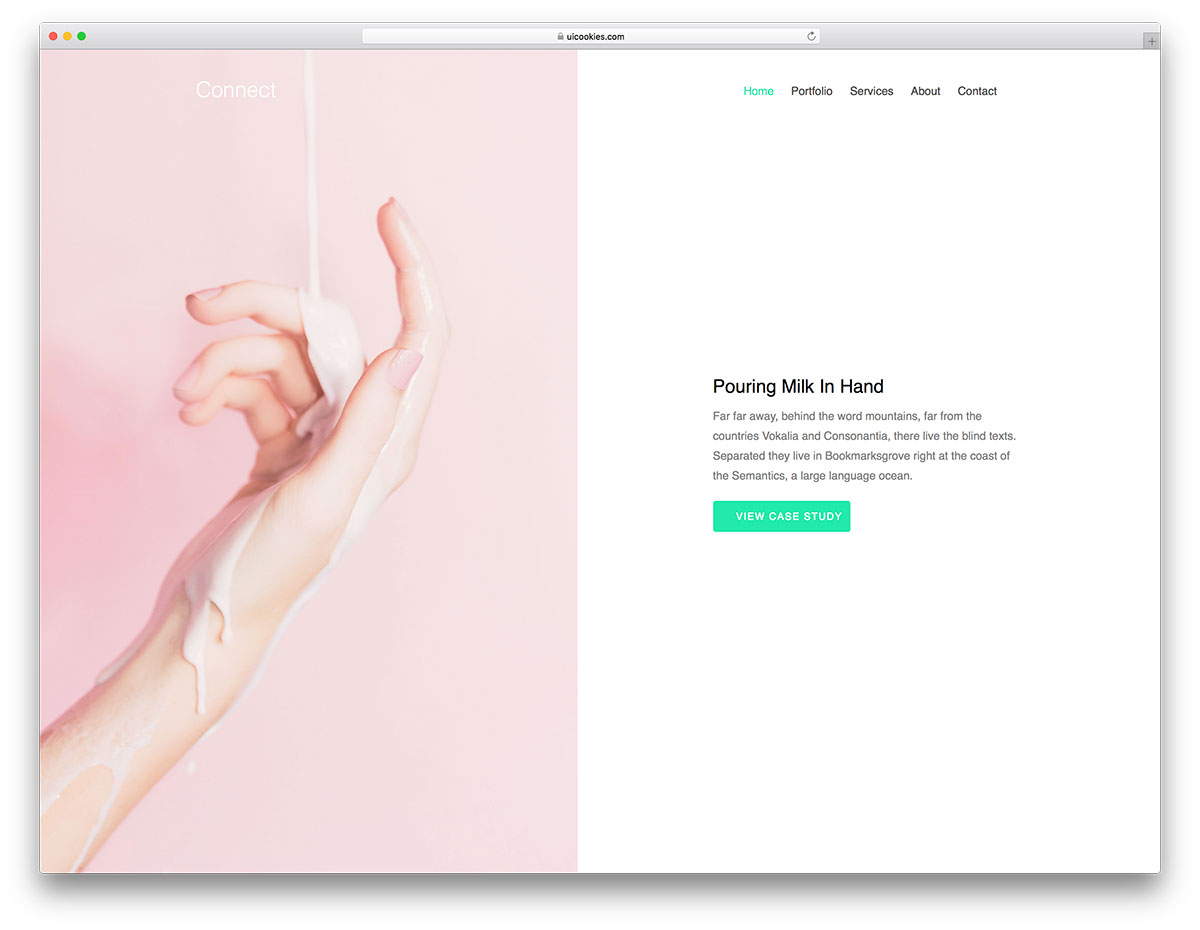 uicookies.com
Connect
Home Portfolio Services About Contact
Pouring Milk In Hand
Far far away, behind the word mountains, far from the
countries Vokalia and Consonantia, there live the blind texts.
Separated they live in Bookmarksgrove right at the coast of
the Semantics, a large language ocean.
VIEW CASE STUDY